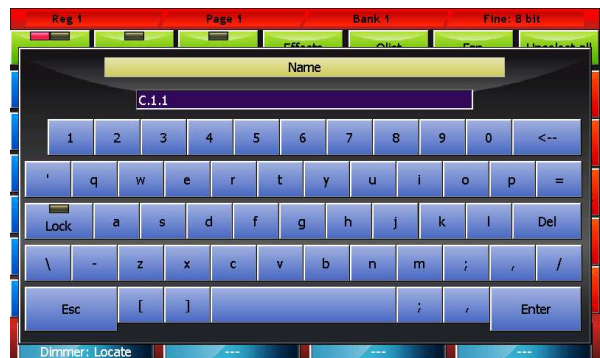 Reg 1 Page 1 Bank 1 Fine: 8 bit
Effects Qlist Unselect all
Name
C.1.1
1 2 3 4 5 6 7 8 9 0 <--
' q w e r t y u i o p =
Lock a s d f g h j k l Del
\ - z x c v b n m ; , /
Esc [ ] ; , Enter
Dimmer: Locate --- --- ---